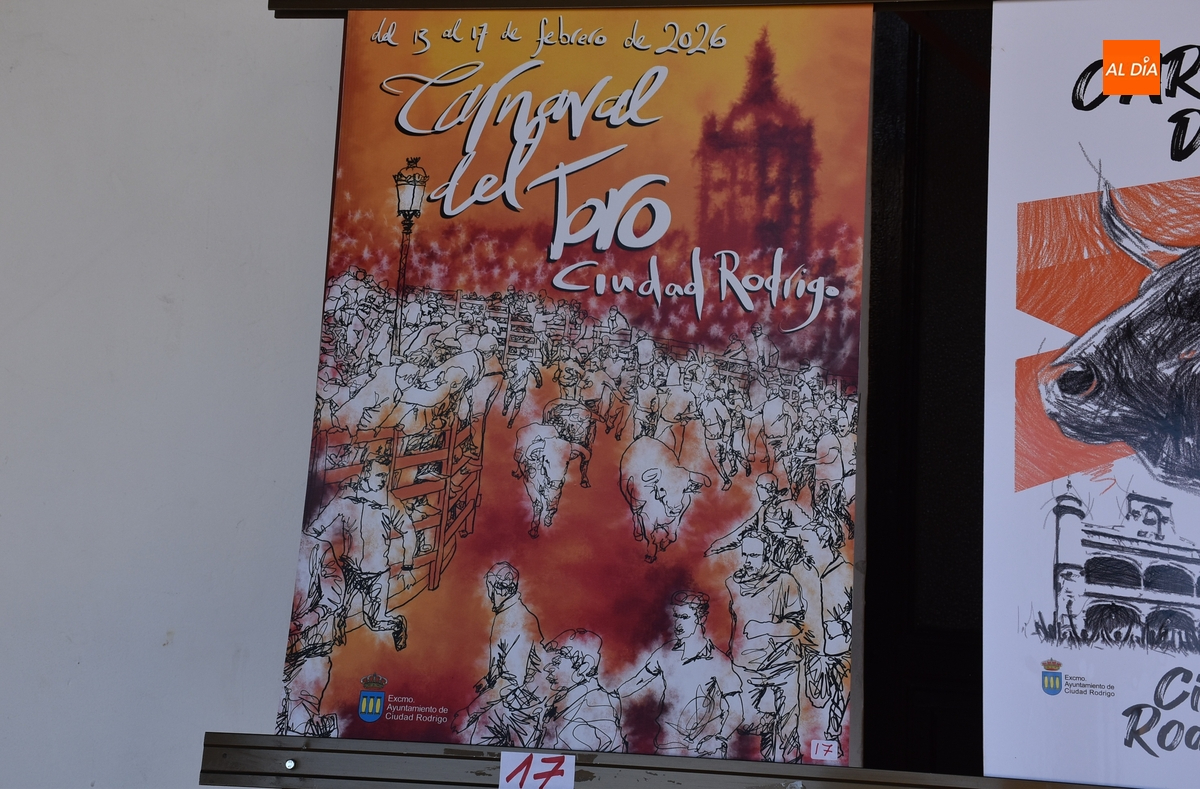 del 13 al 17 de febrero de 2026
Carnaval
del Toro
Ciudad Rodrigo
Excmo.
Ayuntamiento de
Ciudad Rodrigo
17
17
AL DÍA
Excmo.
Ayuntamiento de
Ciudad Rodrigo